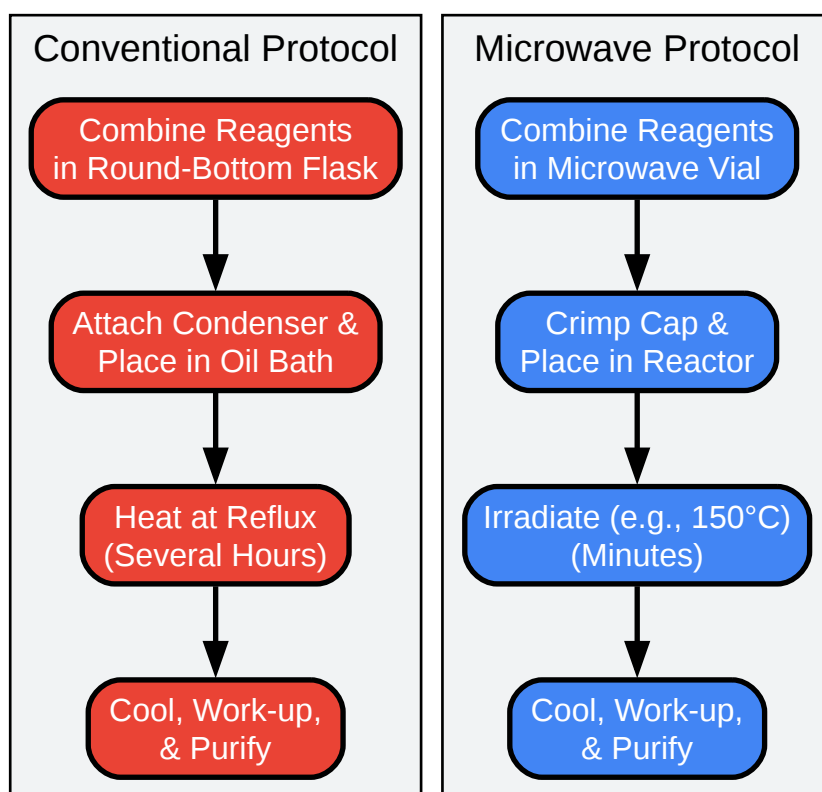 Conventional Protocol
Combine Reagents
in Round-Bottom Flask
Attach Condenser &
Place in Oil Bath
Heat at Reflux
(Several Hours)
Cool, Work-up,
& Purify
Microwave Protocol
Combine Reagents
in Microwave Vial
Crimp Cap &
Place in Reactor
Irradiate (e.g., 150°C)
(Minutes)
Cool, Work-up,
& Purify